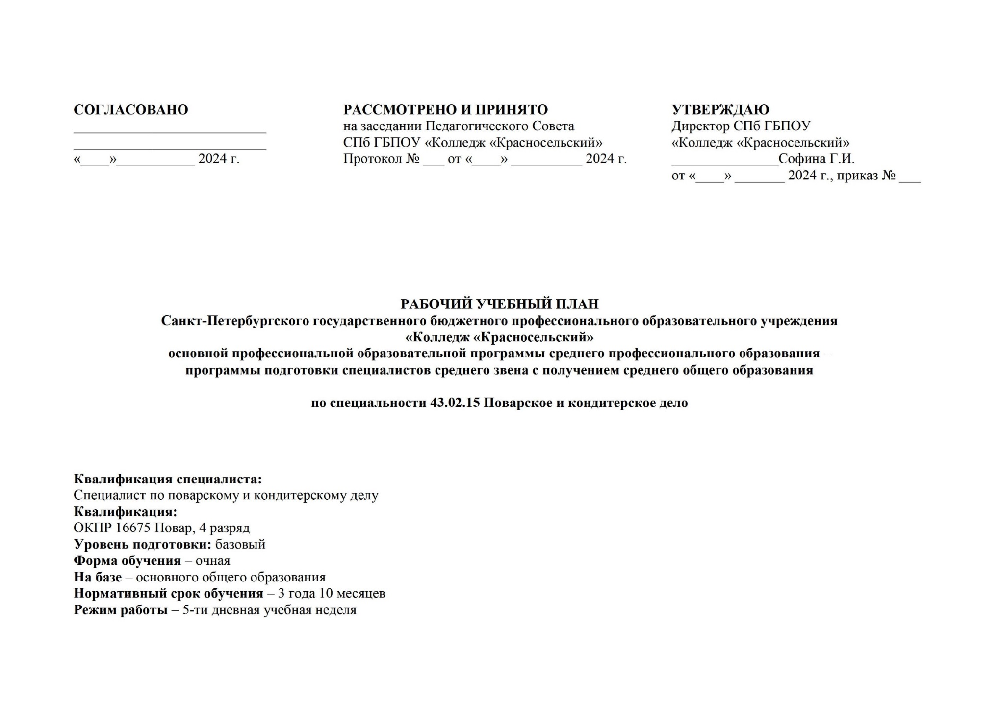 СОГЛАСОВАНО
___________________________
___________________________
«____»___________ 2024 г.
РАССМОТРЕНО И ПРИНЯТО
на заседании Педагогического Совета
СПб ГБПОУ «Колледж «Красносельский»
Протокол № ___ от «____» __________ 2024 г.
УТВЕРЖДАЮ
Директор СПб ГБПОУ
«Колледж «Красносельский»
_______________Софина Г.И.
от «____» _______ 2024 г., приказ № ___
РАБОЧИЙ УЧЕБНЫЙ ПЛАН
Санкт-Петербургского государственного бюджетного профессионального образовательного учреждения
«Колледж «Красносельский»
основной профессиональной образовательной программы среднего профессионального образования –
программы подготовки специалистов среднего звена с получением среднего общего образования
по специальности 43.02.15 Поварское и кондитерское дело
Квалификация специалиста:
Специалист по поварскому и кондитерскому делу
Квалификация:
ОКПР 16675 Повар, 4 разряд
Уровень подготовки: базовый
Форма обучения – очная
На базе – основного общего образования
Нормативный срок обучения – 3 года 10 месяцев
Режим работы – 5-ти дневная учебная неделя